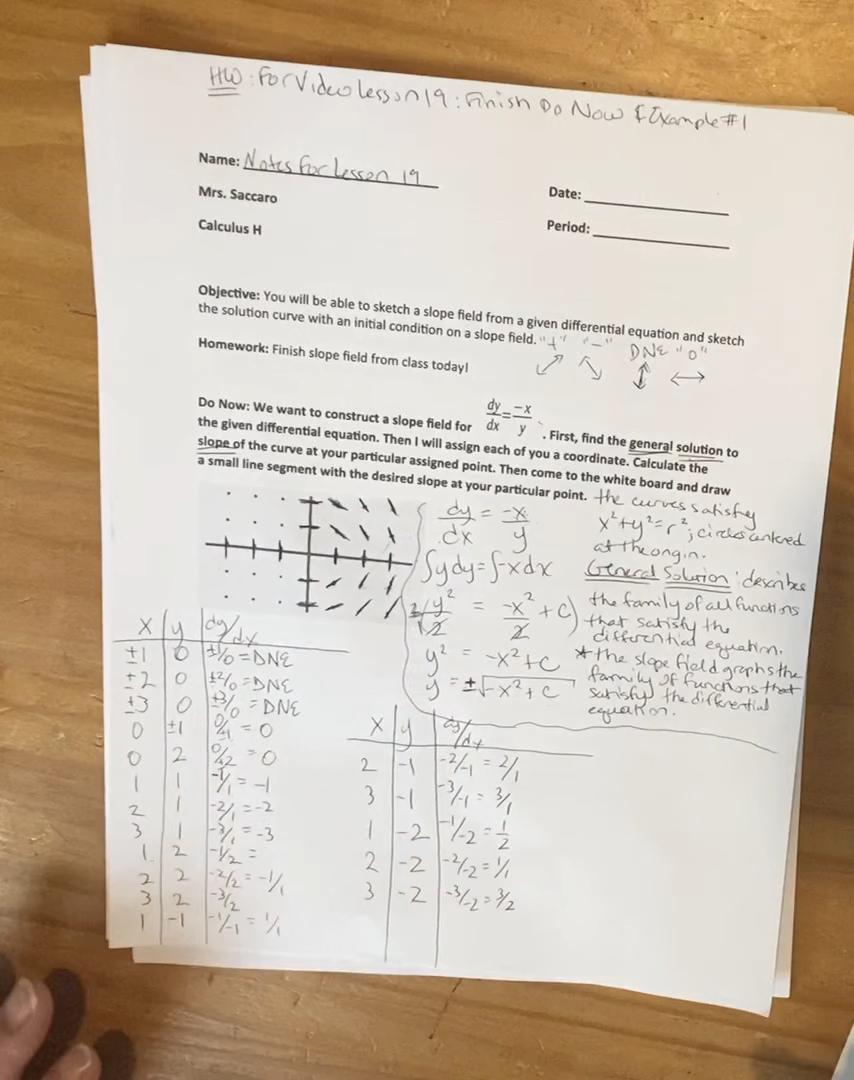 HW: For Video Lesson 19: Finish Do Now & Example #1
Name: Notes for Lesson 19
Mrs. Saccaro
Calculus H
Date:
Period:
Objective: You will be able to sketch a slope field from a given differential equation and sketch
the solution curve with an initial condition on a slope field. "+" "-" DNE "0"
Homework: Finish slope field from class today!
Do Now: We want to construct a slope field for dy/dx = -x/y . First, find the general solution to
the given differential equation. Then I will assign each of you a coordinate. Calculate the
slope of the curve at your particular assigned point. Then come to the white board and draw
a small line segment with the desired slope at your particular point.
dy/dx = -x/y
∫ydy = ∫-xdx
2(y²/2 = -x²/2 + C)
y² = -x² + C
y = ±√-x² + C
the curves satisfy
x² + y² = r²; circles centered
at the origin.
General Solution: describes
the family of all functions
that satisfy the
differential equation.
* the slope field graphs the
family of functions that
satisfy the differential
equation.
X y dy/dx
±1 0 ±1/0 = DNE
±2 0 ±2/0 = DNE
±3 0 ±3/0 = DNE
0 ±1 0/±1 = 0
0 2 0/±2 = 0
1 1 -1/1 = -1
2 1 -2/1 = -2
3 1 -3/1 = -3
1 2 -1/2 =
2 2 -2/2 = -1/1
3 2 -3/2
1 -1 -1/-1 = 1/1
X y dy/dx
2 -1 -2/-1 = 2/1
3 -1 -3/-1 = 3/1
1 -2 -1/-2 = 1/2
2 -2 -2/-2 = 1/1
3 -2 -3/-2 = 3/2